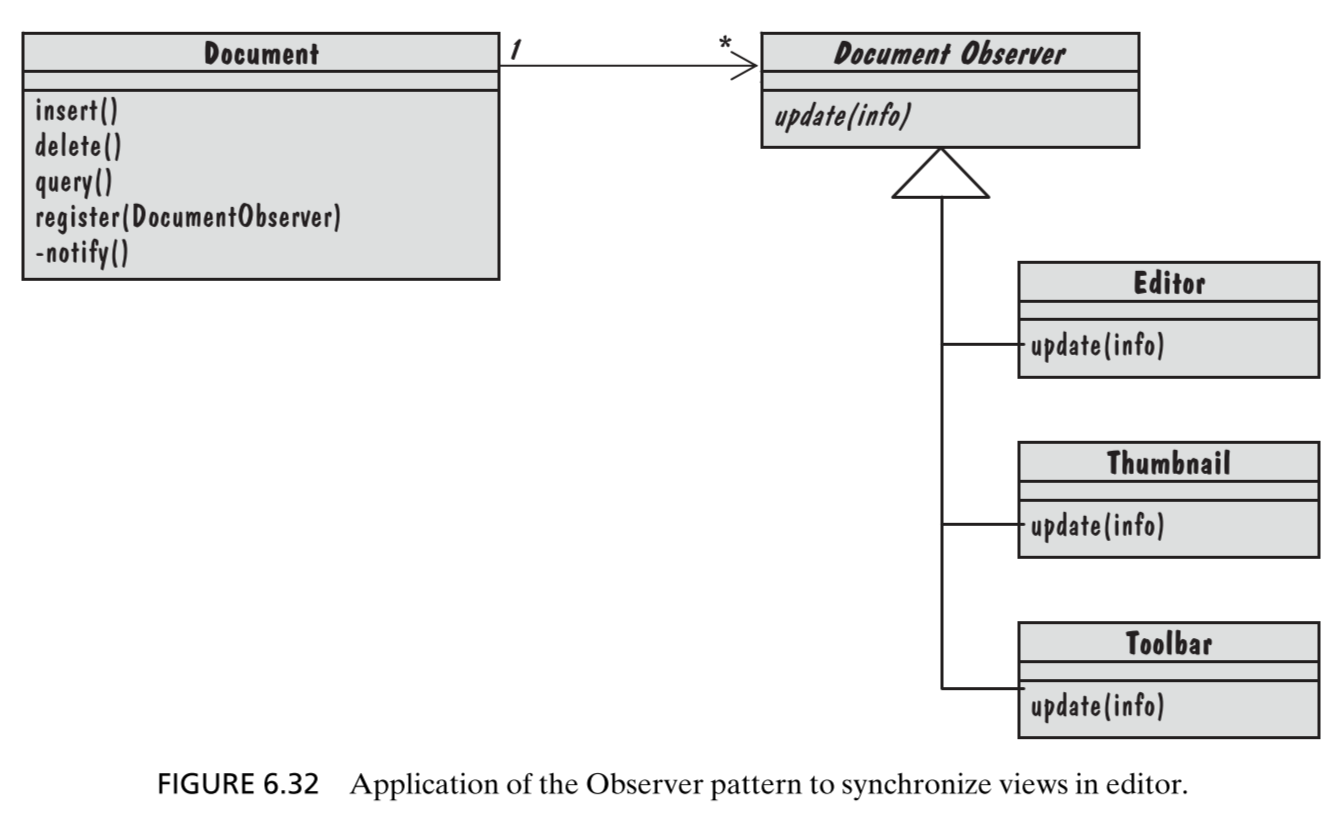 Document
1
*
Document Observer
insert()
delete()
query()
register(DocumentObserver)
-notify()
update(info)
Editor
update(info)
Thumbnail
update(info)
Toolbar
update(info)
FIGURE 6.32 Application of the Observer pattern to synchronize views in editor.